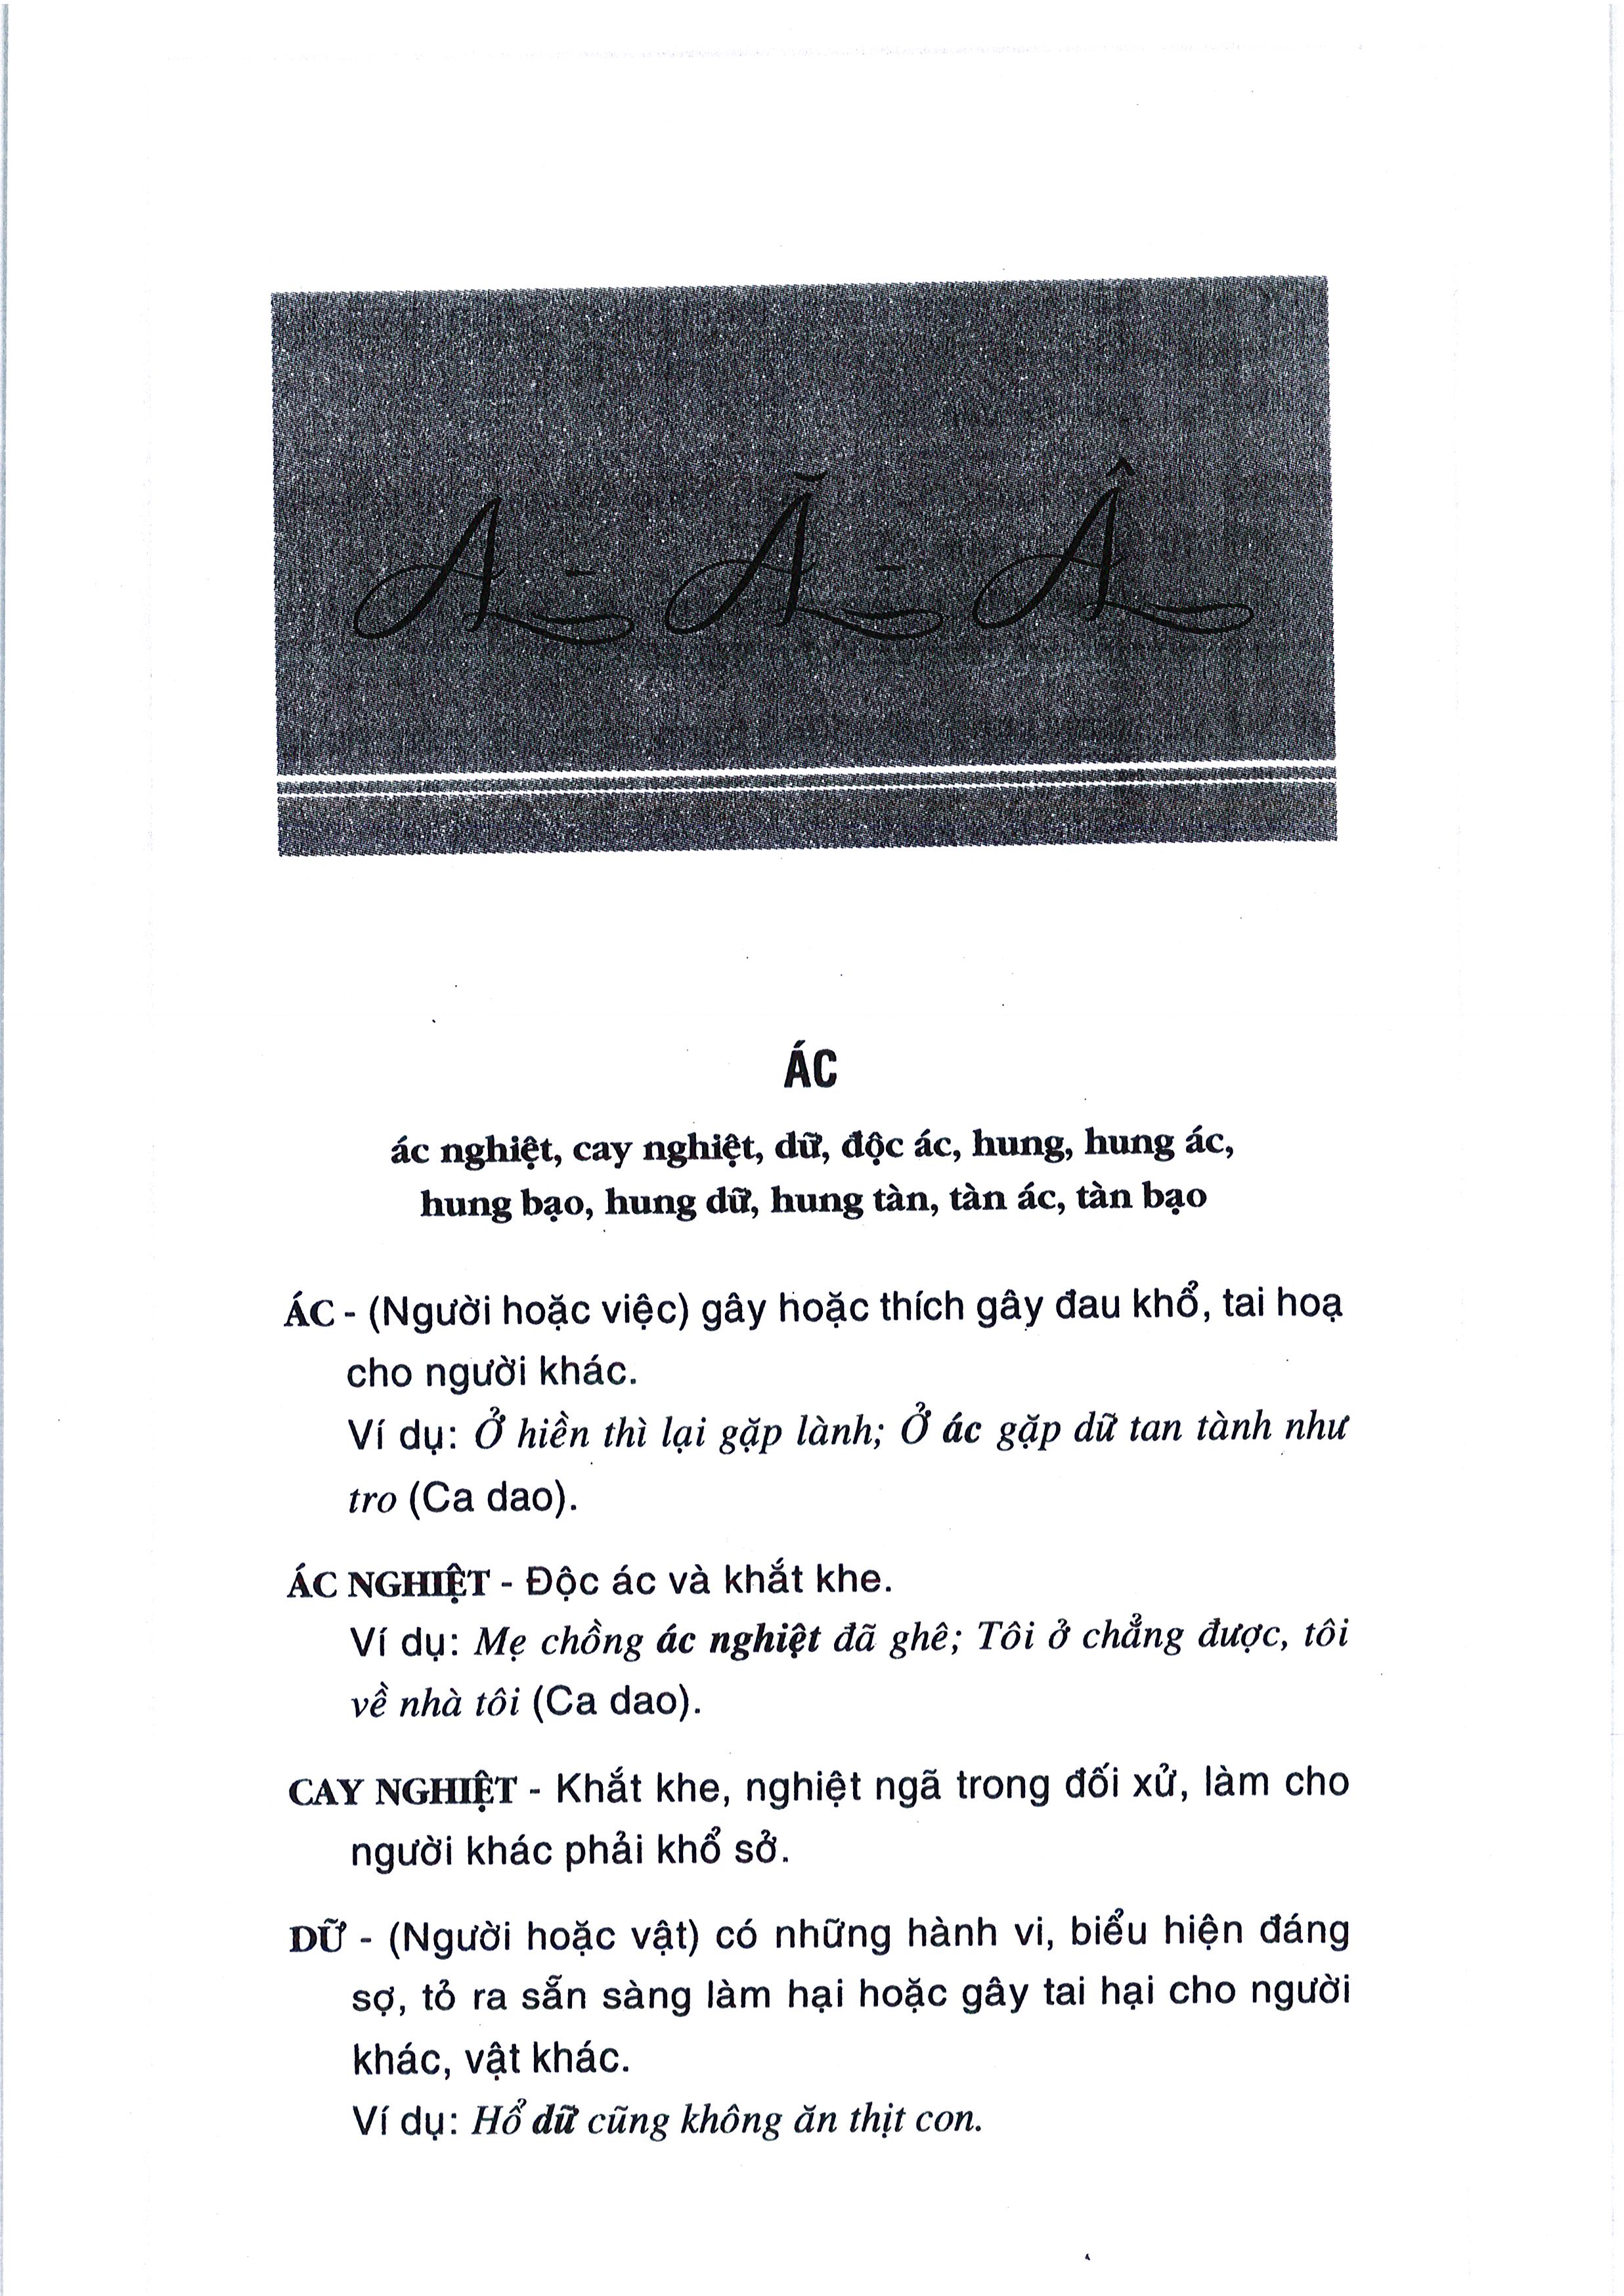 A - Ă - Â
ÁC
ác nghiệt, cay nghiệt, dữ, độc ác, hung, hung ác,
hung bạo, hung dữ, hung tàn, tàn ác, tàn bạo
ÁC - (Người hoặc việc) gây hoặc thích gây đau khổ, tai hoạ
cho người khác.
Ví dụ: Ở hiền thì lại gặp lành; Ở ác gặp dữ tan tành như
tro (Ca dao).
ÁC NGHIỆT - Độc ác và khắt khe.
Ví dụ: Mẹ chồng ác nghiệt đã ghê; Tôi ở chẳng được, tôi
về nhà tôi (Ca dao).
CAY NGHIỆT - Khắt khe, nghiệt ngã trong đối xử, làm cho
người khác phải khổ sở.
DỮ - (Người hoặc vật) có những hành vi, biểu hiện đáng
sợ, tỏ ra sẵn sàng làm hại hoặc gây tai hại cho người
khác, vật khác.
Ví dụ: Hổ dữ cũng không ăn thịt con.